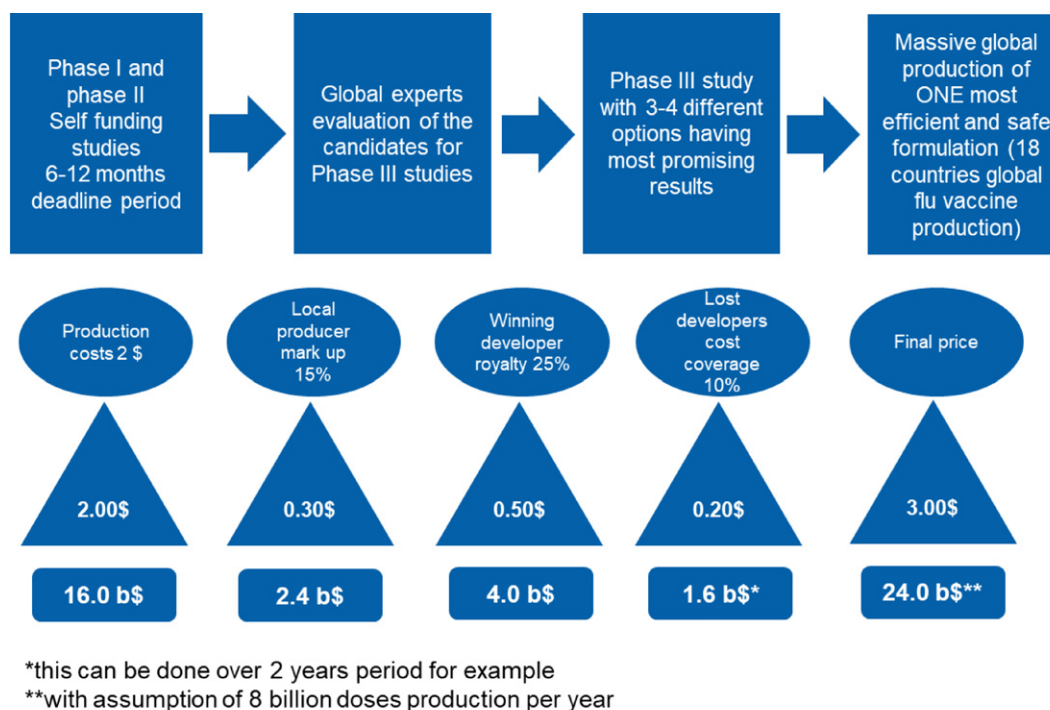 Phase I and
phase II
Self funding
studies
6-12 months
deadline period
Global experts
evaluation of the
candidates for
Phase III studies
Phase III study
with 3-4 different
options having
most promising
results
Massive global
production of
ONE most
efficient and safe
formulation (18
countries global
flu vaccine
production)
Production
costs 2 $
Local
producer
mark up
15%
Winning
developer
royalty 25%
Lost
developers
cost
coverage
10%
Final price
2.00$
0.30$
0.50$
0.20$
3.00$
16.0 b$
2.4 b$
4.0 b$
1.6 b$*
24.0 b$**
*this can be done over 2 years period for example
**with assumption of 8 billion doses production per year